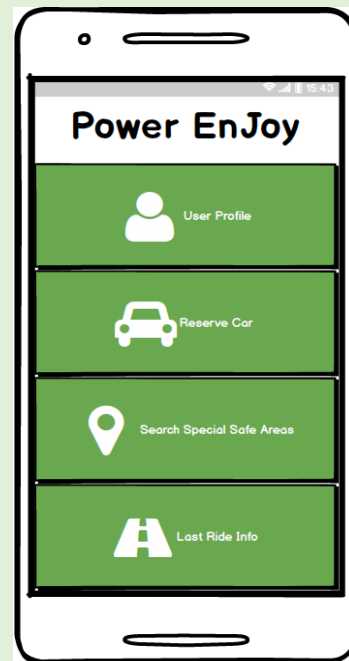 15:43
Power EnJoy
User Profile
Reserve Car
Search Special Safe Areas
Last Ride Info